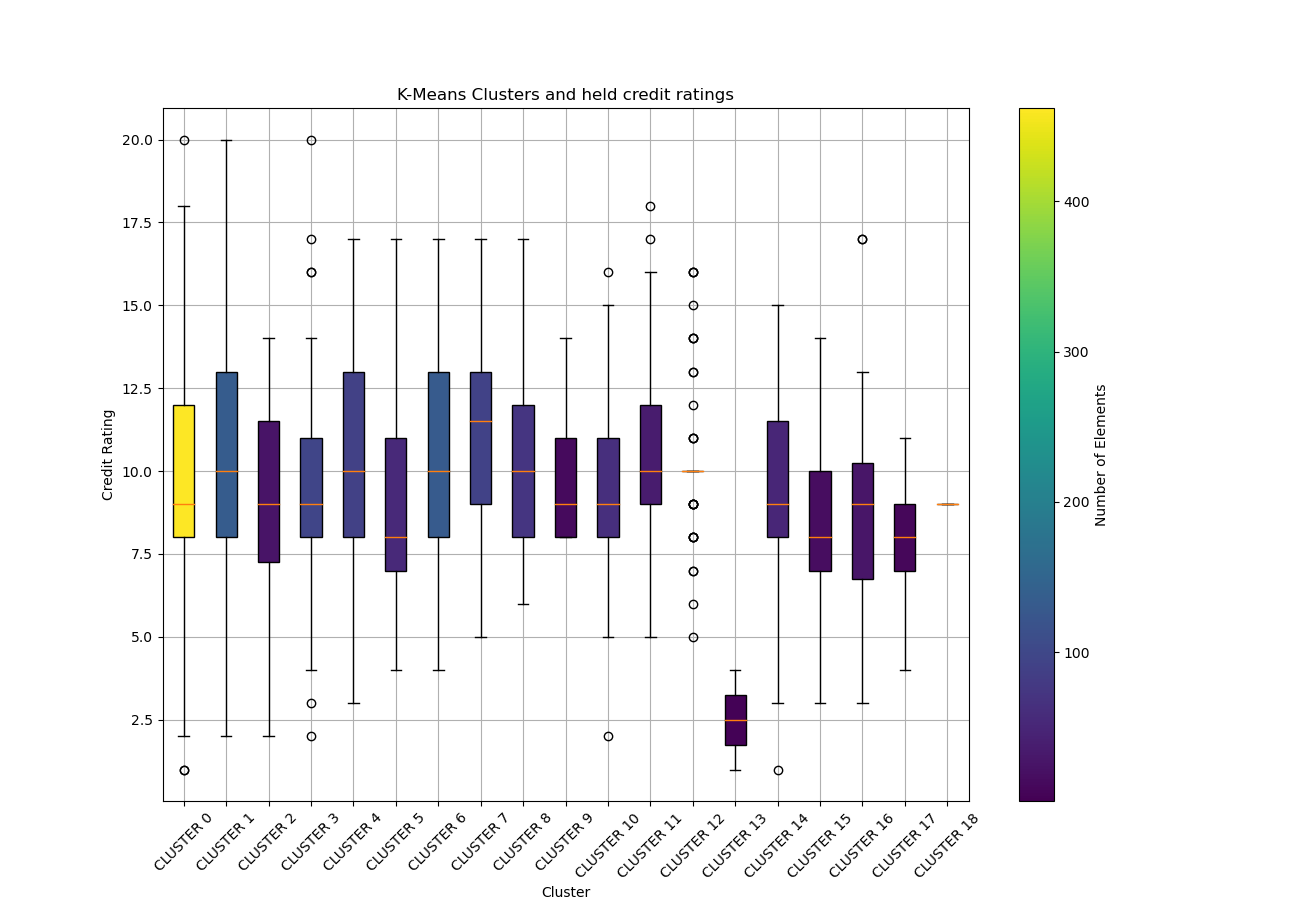 K-Means Clusters and held credit ratings
20.0
17.5
15.0
12.5
10.0
7.5
5.0
2.5
Credit Rating
CLUSTER 0
CLUSTER 1
CLUSTER 2
CLUSTER 3
CLUSTER 4
CLUSTER 5
CLUSTER 6
CLUSTER 7
CLUSTER 8
CLUSTER 9
CLUSTER 10
CLUSTER 11
CLUSTER 12
CLUSTER 13
CLUSTER 14
CLUSTER 15
CLUSTER 16
CLUSTER 17
CLUSTER 18
Cluster
400
300
200
100
Number of Elements